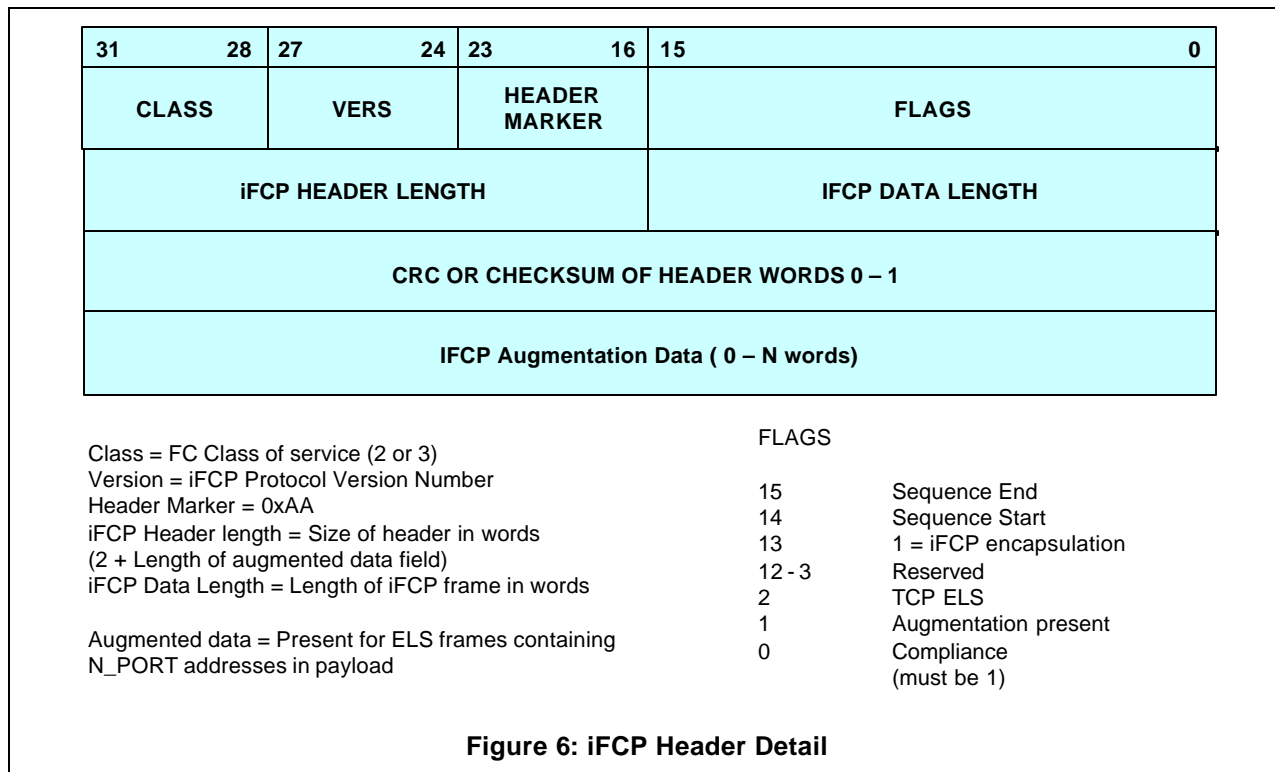 31 28 27 24 23 16 15 0
CLASS VERS HEADER MARKER FLAGS
iFCP HEADER LENGTH IFCP DATA LENGTH
CRC OR CHECKSUM OF HEADER WORDS 0 – 1
IFCP Augmentation Data ( 0 – N words)
Class = FC Class of service (2 or 3)
Version = iFCP Protocol Version Number
Header Marker = 0xAA
iFCP Header length = Size of header in words
(2 + Length of augmented data field)
iFCP Data Length = Length of iFCP frame in words
Augmented data = Present for ELS frames containing
N_PORT addresses in payload
FLAGS
15 Sequence End
14 Sequence Start
13 1 = iFCP encapsulation
12 - 3 Reserved
2 TCP ELS
1 Augmentation present
0 Compliance
(must be 1)
Figure 6: iFCP Header Detail